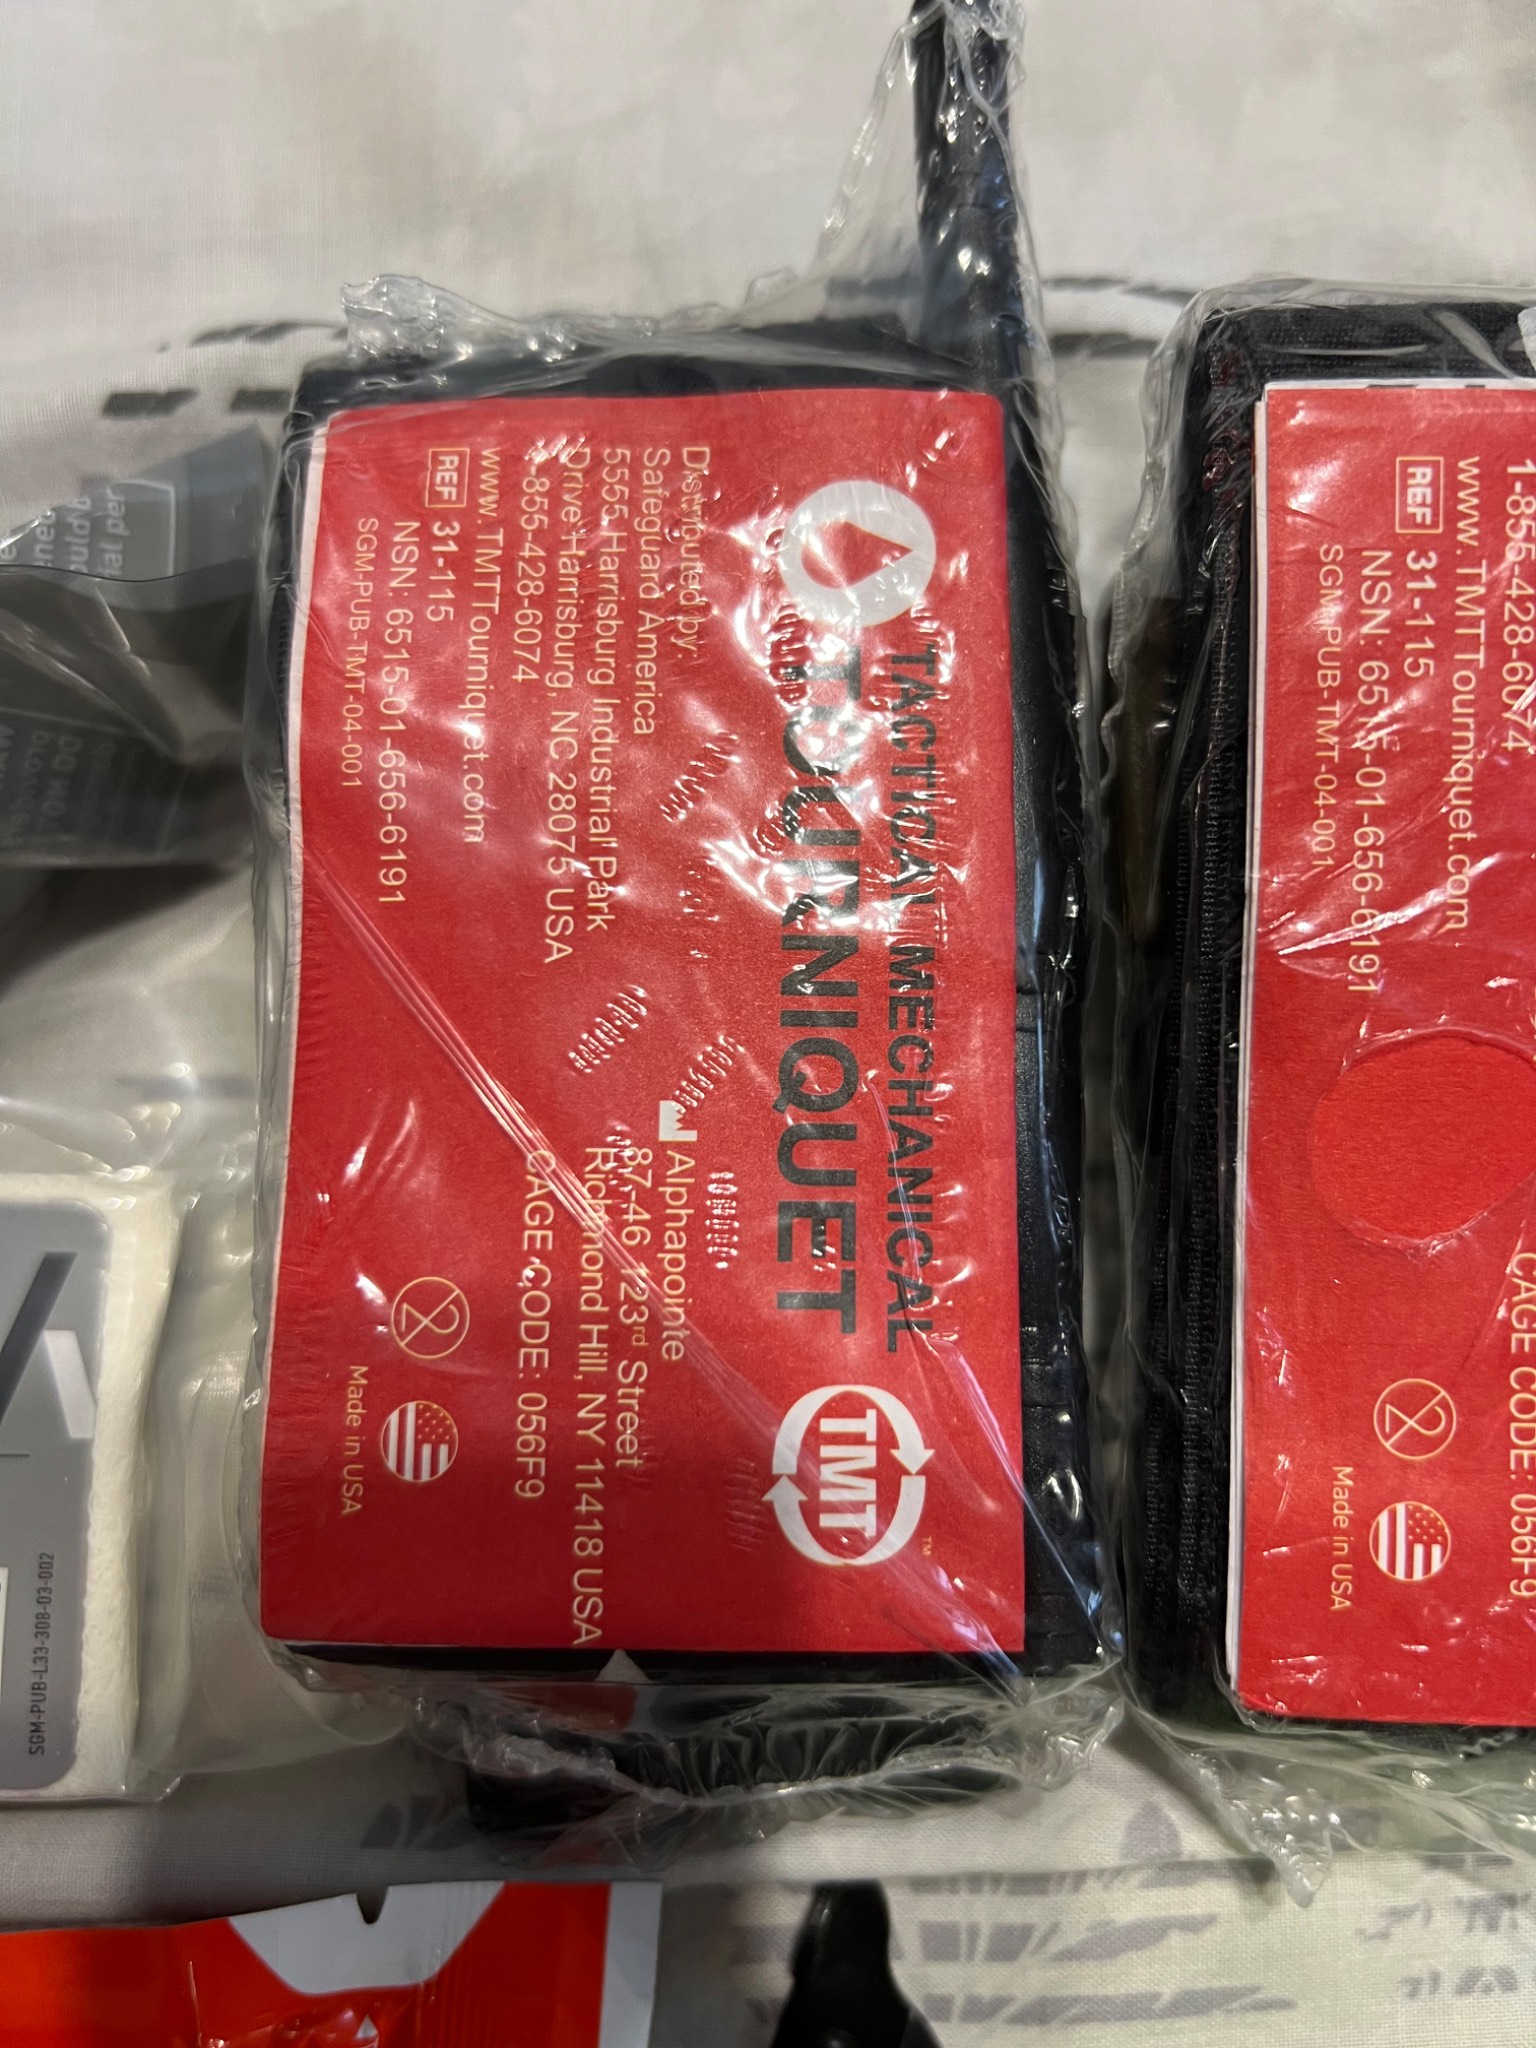 TACTICAL MECHANICAL
TOURNIQUET
TMT™
Distributed by:
Safeguard America
5555 Harrisburg Industrial Park
Drive Harrisburg, NC 28075 USA
1-855-428-6074
www.TMTTourniquet.com
REF 31-115
NSN: 6515-01-656-6191
SGM-PUB-TMT-04-001
Alphapointe
87-46 123rd Street
Richmond Hill, NY 11418 USA
CAGE CODE: 056F9
2
Made in USA
1-855-428-6074
www.TMTTourniquet.com
REF 31-115
NSN: 6515-01-656-6191
SGM-PUB-TMT-04-001
CAGE CODE: 056F9
2
Made in USA
SGM-PUB-L33-308-03-002